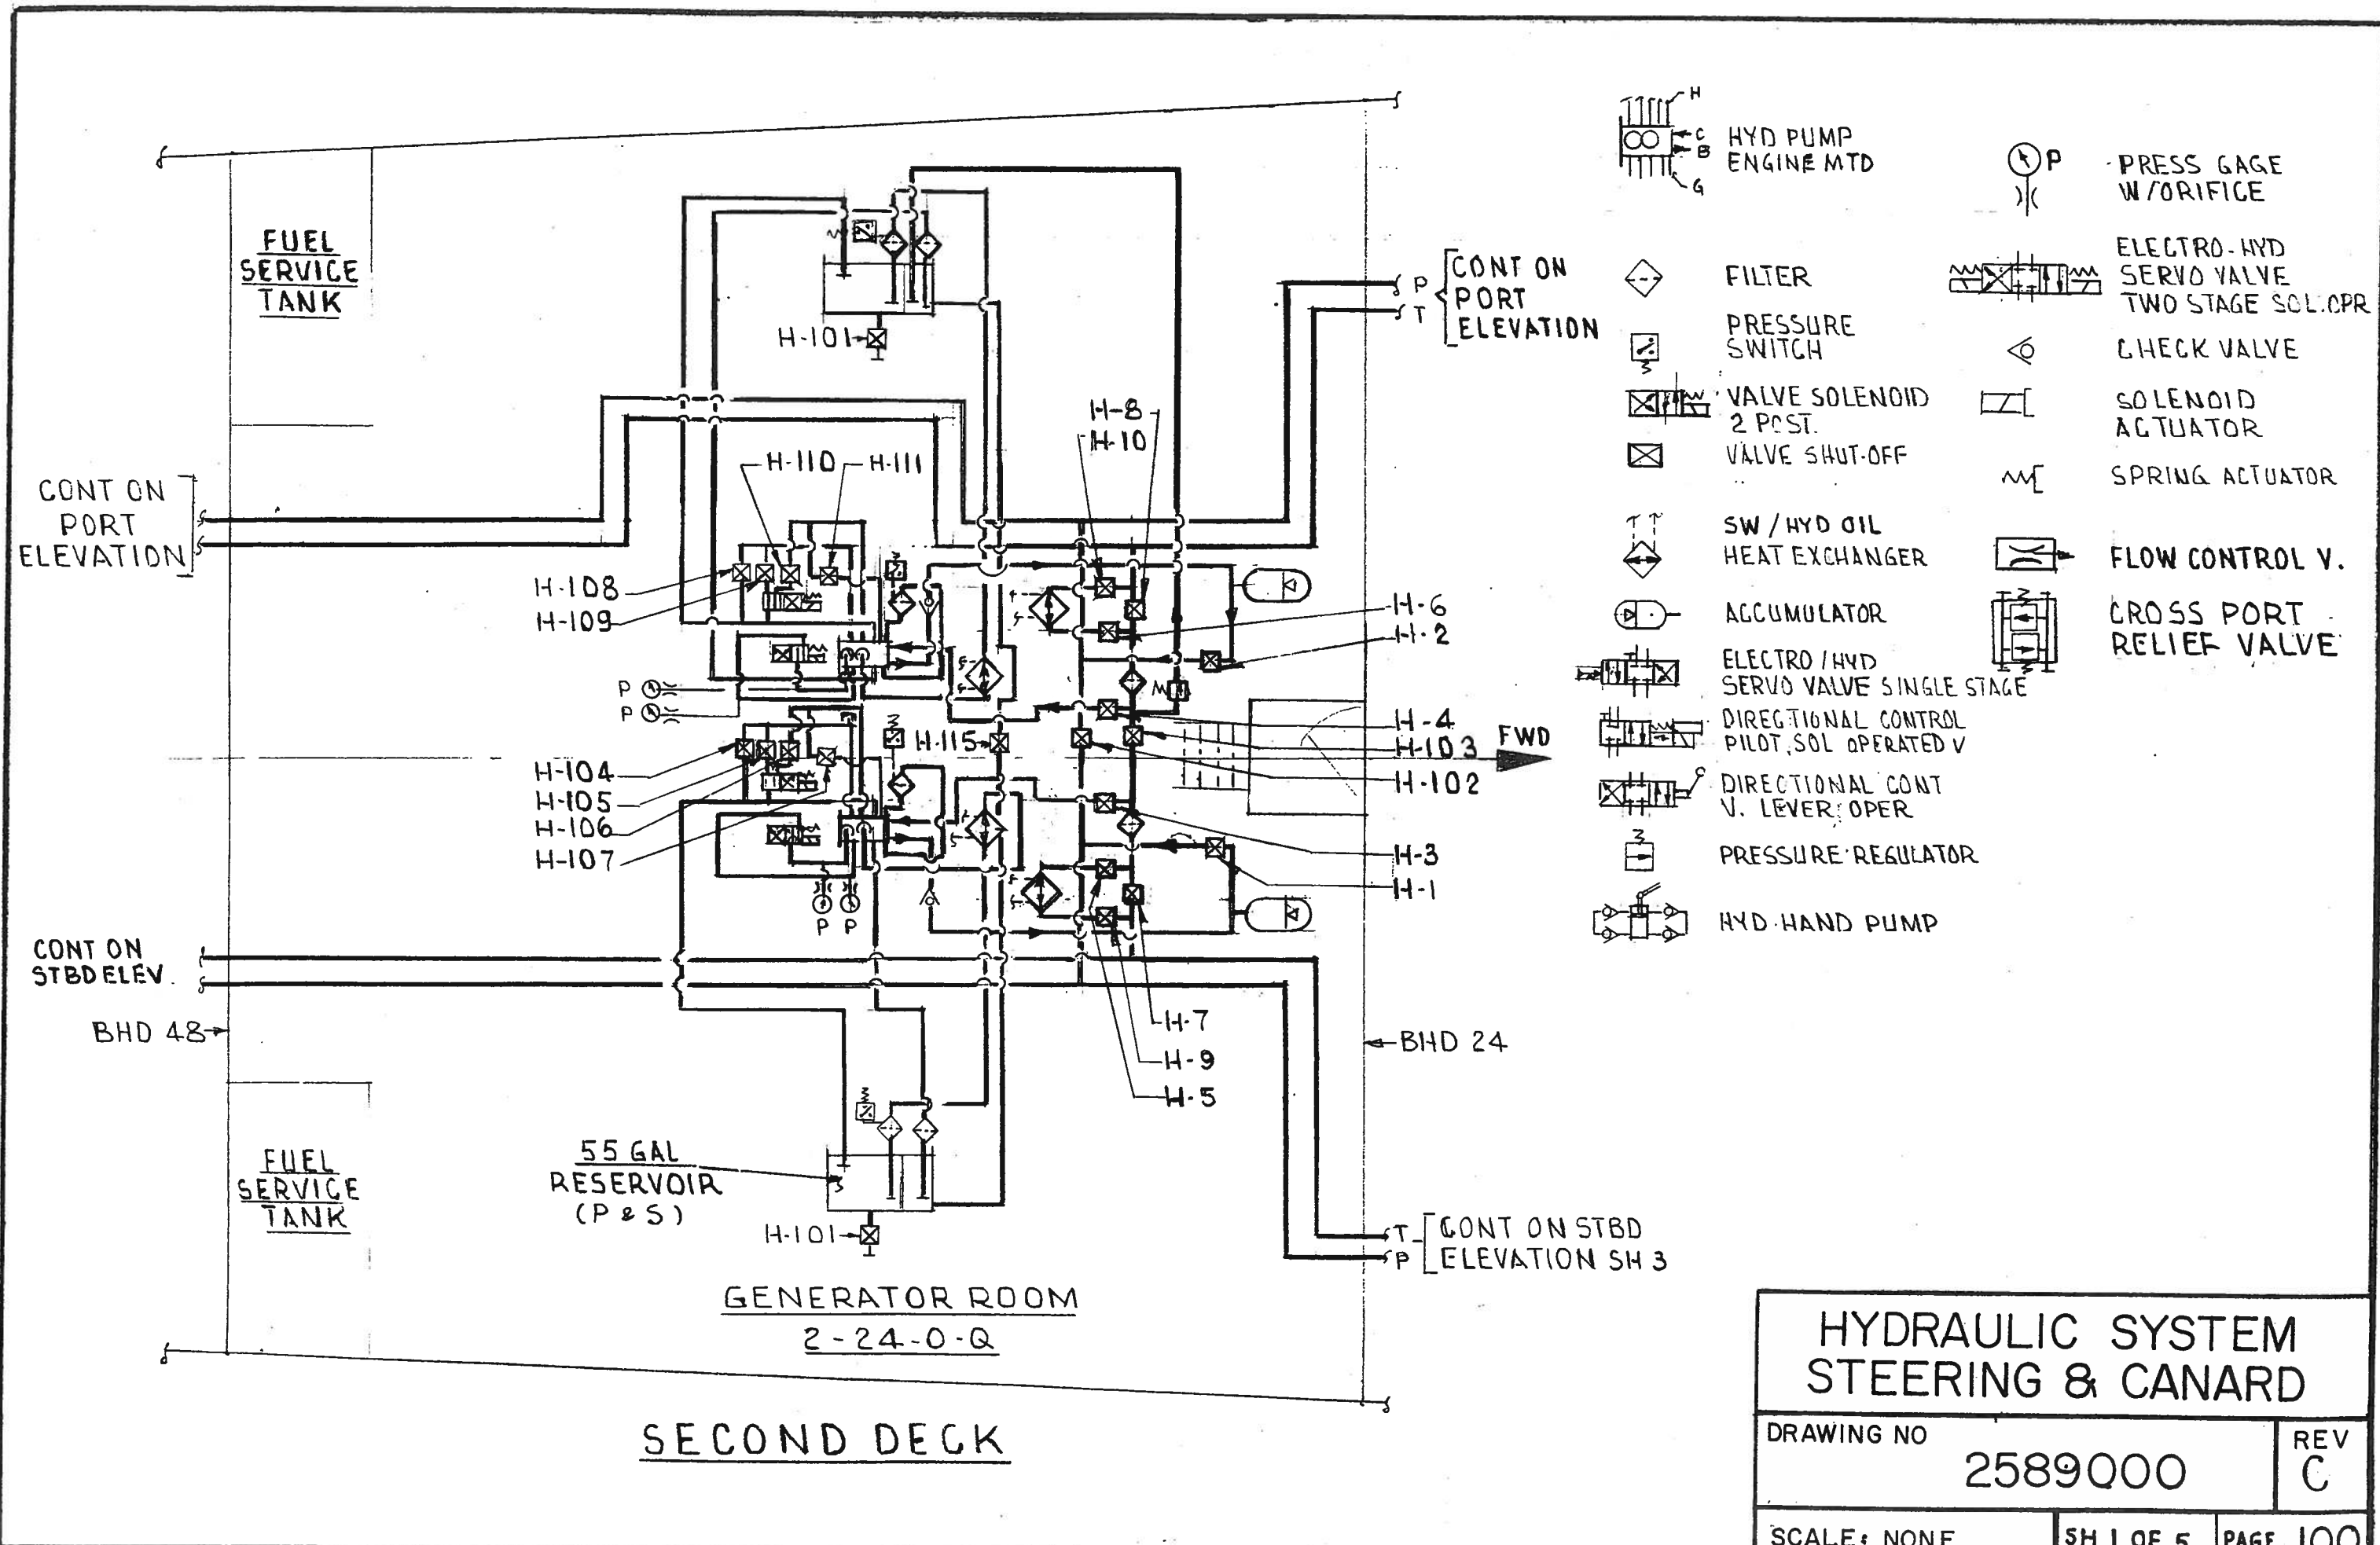 FUEL
SERVICE
TANK
H-101
P
T
CONT ON
PORT
ELEVATION
H-8
H-10
H-110
H-111
CONT ON
PORT
ELEVATION
H-108
H-109
H-6
H-2
P
P
H-4
H-103
H-102
FWD
H-115
H-104
H-105
H-106
H-107
H-3
H-1
P P
CONT ON
STBD ELEV.
BHD 48
H-7
H-9
H-5
BHD 24
FUEL
SERVICE
TANK
55 GAL
RESERVOIR
(P & S)
H-101
T
P
CONT ON STBD
ELEVATION SH 3
GENERATOR ROOM
2-24-0-Q
SECOND DECK
H
C
B
G
HYD PUMP
ENGINE MTD
FILTER
PRESSURE
SWITCH
VALVE SOLENOID
2 POST.
VALVE SHUT-OFF
SW / HYD OIL
HEAT EXCHANGER
ACCUMULATOR
ELECTRO / HYD
SERVO VALVE SINGLE STAGE
DIRECTIONAL CONTROL
PILOT, SOL OPERATED V
DIRECTIONAL CONT
V. LEVER OPER
PRESSURE REGULATOR
HYD. HAND PUMP
P
PRESS GAGE
W/ORIFICE
ELECTRO-HYD
SERVO VALVE
TWO STAGE SOL. OPR
CHECK VALVE
SOLENOID
ACTUATOR
SPRING ACTUATOR
FLOW CONTROL V.
CROSS PORT
RELIEF VALVE
HYDRAULIC SYSTEM
STEERING & CANARD
DRAWING NO
2589000
REV
C
SCALE: NONE
SH 1 OF 5
PAGE 100